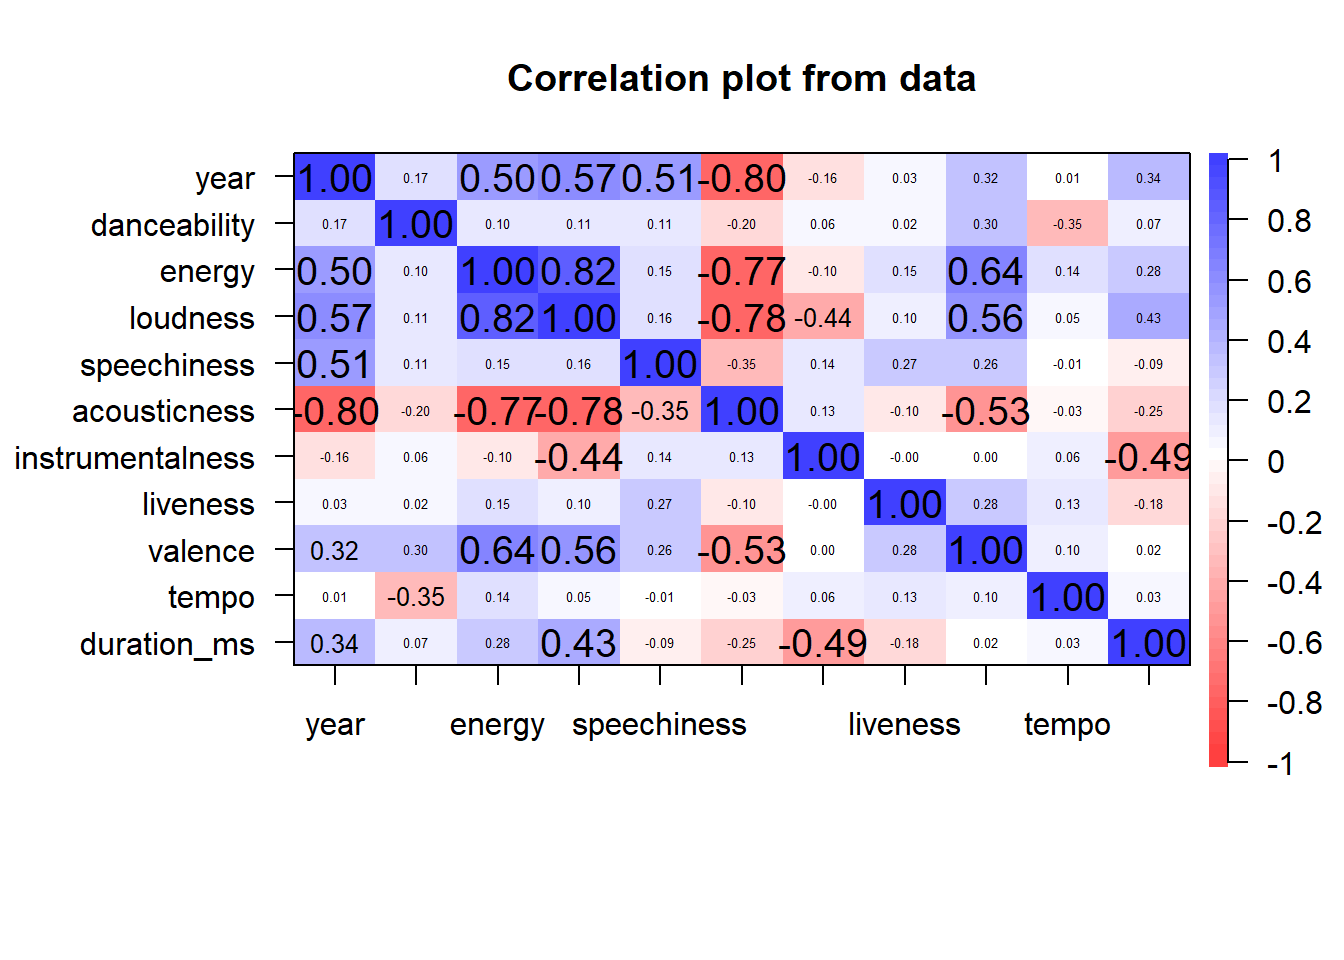 Correlation plot from data
year 1.00 0.17 0.50 0.57 0.51 -0.80 -0.16 0.03 0.32 0.01 0.34 1
danceability 0.17 1.00 0.10 0.11 0.11 -0.20 0.06 0.02 0.30 -0.35 0.07 0.8
energy 0.50 0.10 1.00 0.82 0.15 -0.77 -0.10 0.15 0.64 0.14 0.28 0.6
loudness 0.57 0.11 0.82 1.00 0.16 -0.78 -0.44 0.10 0.56 0.05 0.43 0.4
speechiness 0.51 0.11 0.15 0.16 1.00 -0.35 0.14 0.27 0.26 -0.01 -0.09
acousticness -0.80 -0.20 -0.77 -0.78 -0.35 1.00 0.13 -0.10 -0.53 -0.03 -0.25 0.2
instrumentalness -0.16 0.06 -0.10 -0.44 0.14 0.13 1.00 -0.00 0.00 0.06 -0.49 0
liveness 0.03 0.02 0.15 0.10 0.27 -0.10 -0.00 1.00 0.28 0.13 -0.18 -0.2
valence 0.32 0.30 0.64 0.56 0.26 -0.53 0.00 0.28 1.00 0.10 0.02 -0.4
tempo 0.01 -0.35 0.14 0.05 -0.01 -0.03 0.06 0.13 0.10 1.00 0.03
duration_ms 0.34 0.07 0.28 0.43 -0.09 -0.25 -0.49 -0.18 0.02 0.03 1.00 -0.6
-0.8
year energy speechiness liveness tempo
-1